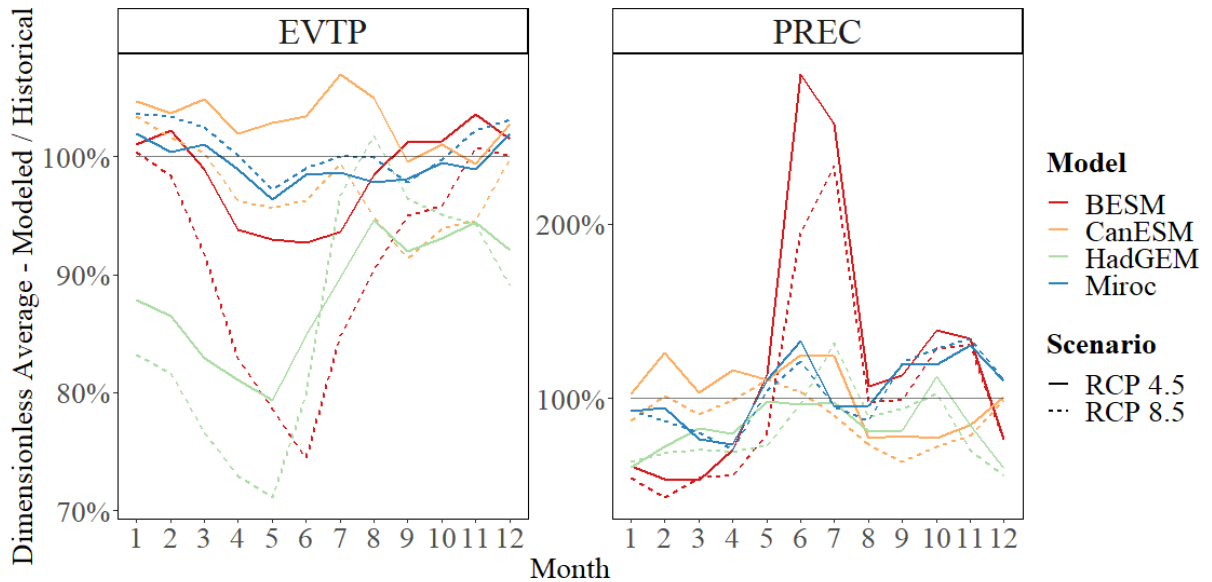 EVTP
PREC
Dimensionless Average - Modeled / Historical
100%
90%
80%
70%
1 2 3 4 5 6 7 8 9 10 11 12
200%
100%
1 2 3 4 5 6 7 8 9 10 11 12
Month
Model
BESM
CanESM
HadGEM
Miroc
Scenario
RCP 4.5
RCP 8.5